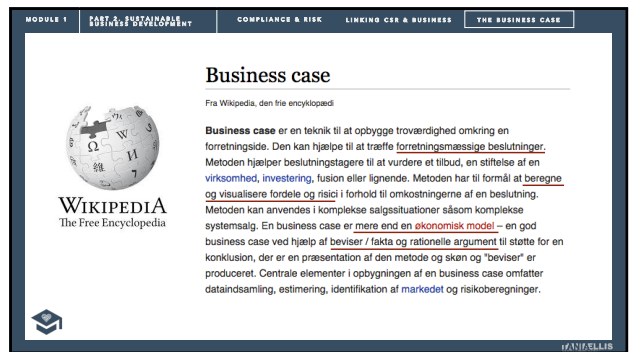 MODULE 1
PART 2. SUSTAINABLE
BUSINESS DEVELOPMENT
COMPLIANCE & RISK
LINKING CSR & BUSINESS
THE BUSINESS CASE
Business case
Fra Wikipedia, den frie encyklopædi
Business case er en teknik til at opbygge troværdighed omkring en
forretningside. Den kan hjælpe til at træffe forretningsmæssige beslutninger.
Metoden hjælper beslutningstagere til at vurdere et tilbud, en stiftelse af en
virksomhed, investering, fusion eller lignende. Metoden har til formål at beregne
og visualisere fordele og risici i forhold til omkostningerne af en beslutning.
Metoden kan anvendes i komplekse salgssituationer såsom komplekse
systemsalg. En business case er mere end en økonomisk model – en god
business case ved hjælp af beviser / fakta og rationelle argument til støtte for en
konklusion, der er en præsentation af den metode og skøn og "beviser" er
produceret. Centrale elementer i opbygningen af en business case omfatter
dataindsamling, estimering, identifikation af markedet og risikoberegninger.
Ω
W
И
維
WIKIPEDIA
The Free Encyclopedia
TANIAELLIS